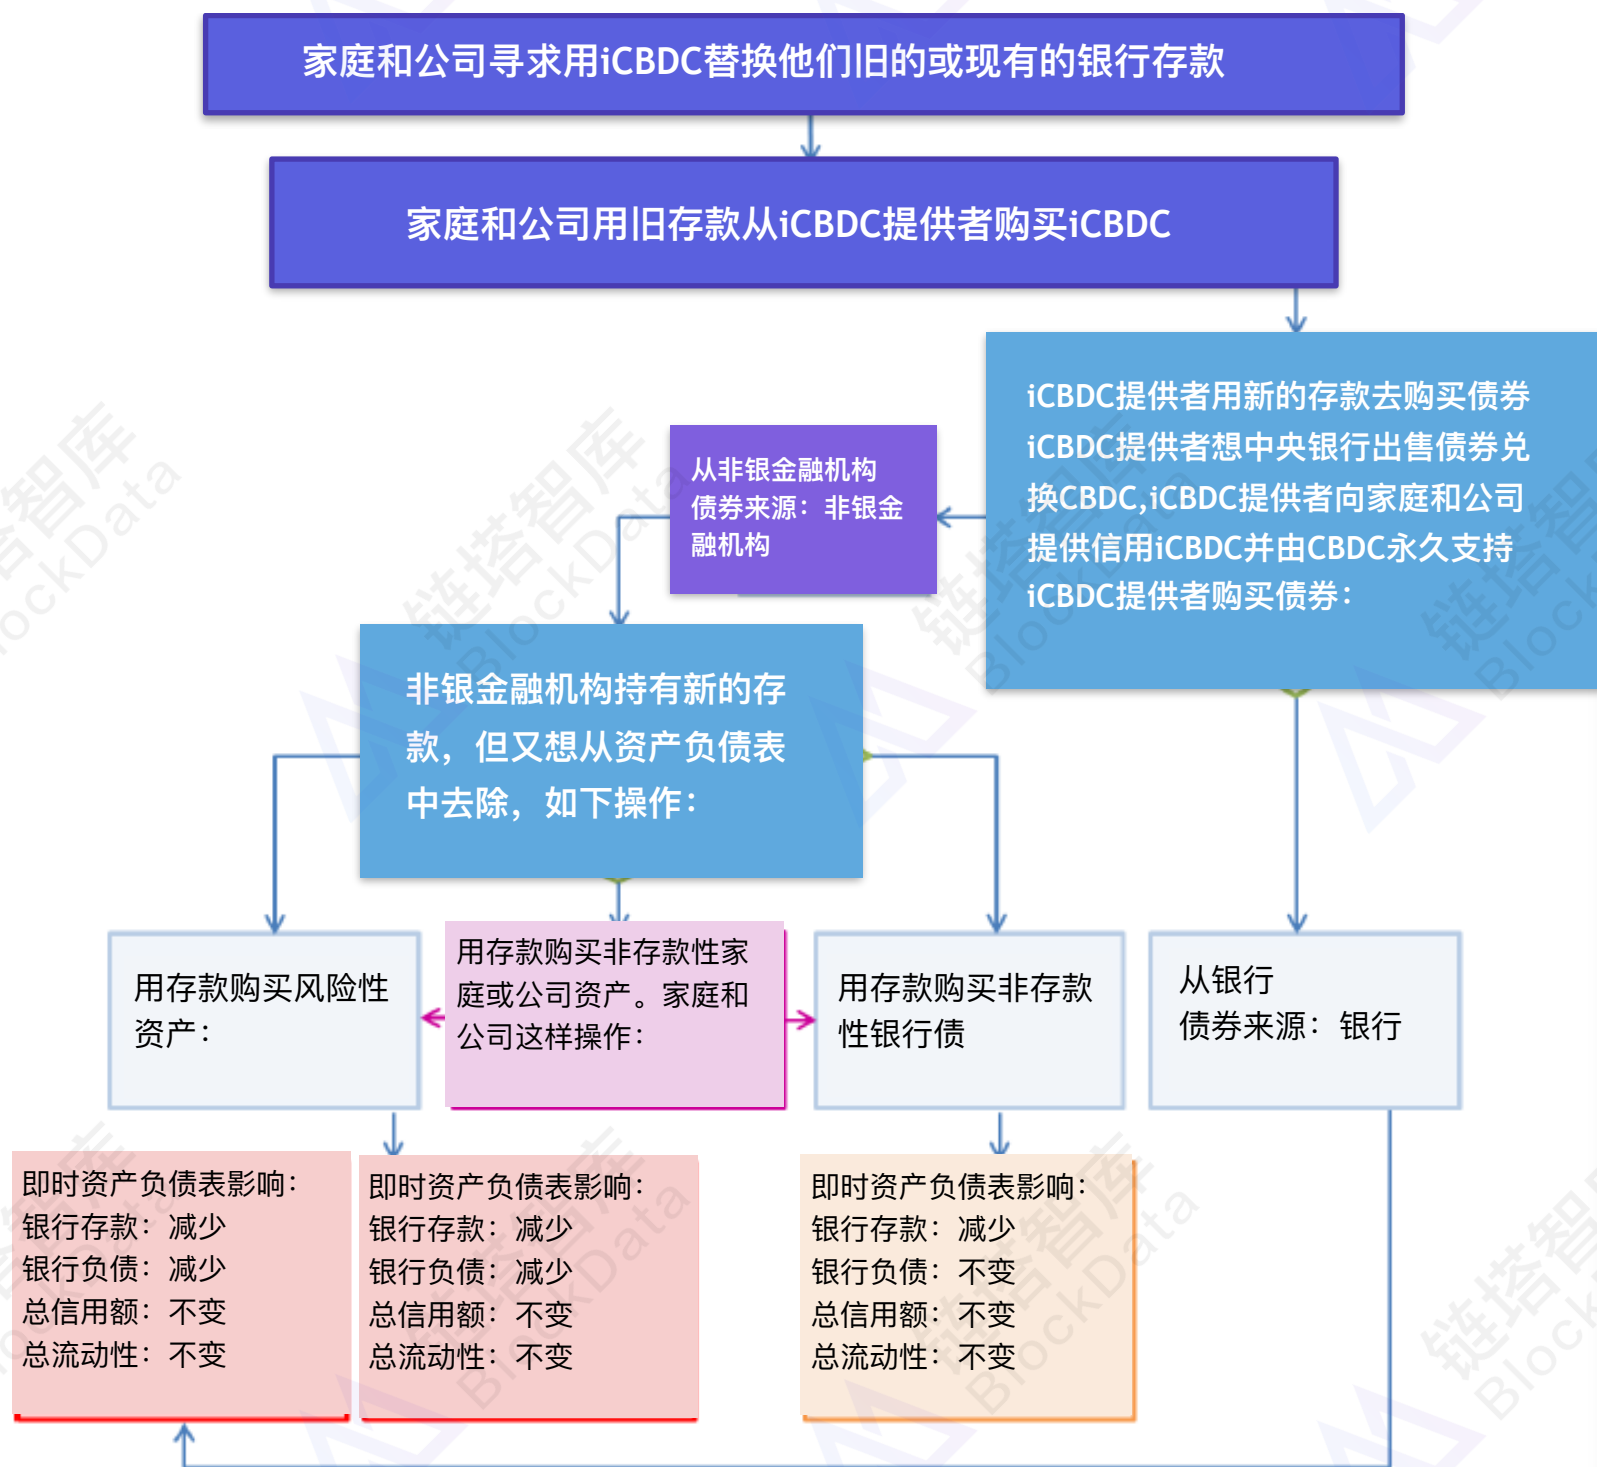 家庭和公司寻求用iCBDC替换他们旧的或现有的银行存款
家庭和公司用旧存款从iCBDC提供者购买iCBDC
iCBDC提供者用新的存款去购买债券
iCBDC提供者想中央银行出售债券兑
换CBDC,iCBDC提供者向家庭和公司
提供信用iCBDC并由CBDC永久支持
iCBDC提供者购买债券：
从非银金融机构
债券来源：非银金
融机构
非银金融机构持有新的存
款，但又想从资产负债表
中去除，如下操作：
用存款购买风险性
资产：
用存款购买非存款性家
庭或公司资产。家庭和
公司这样操作：
用存款购买非存款
性银行债
从银行
债券来源：银行
即时资产负债表影响：
银行存款：减少
银行负债：减少
总信用额：不变
总流动性：不变
即时资产负债表影响：
银行存款：减少
银行负债：减少
总信用额：不变
总流动性：不变
即时资产负债表影响：
银行存款：减少
银行负债：不变
总信用额：不变
总流动性：不变
链塔智库
BlockData